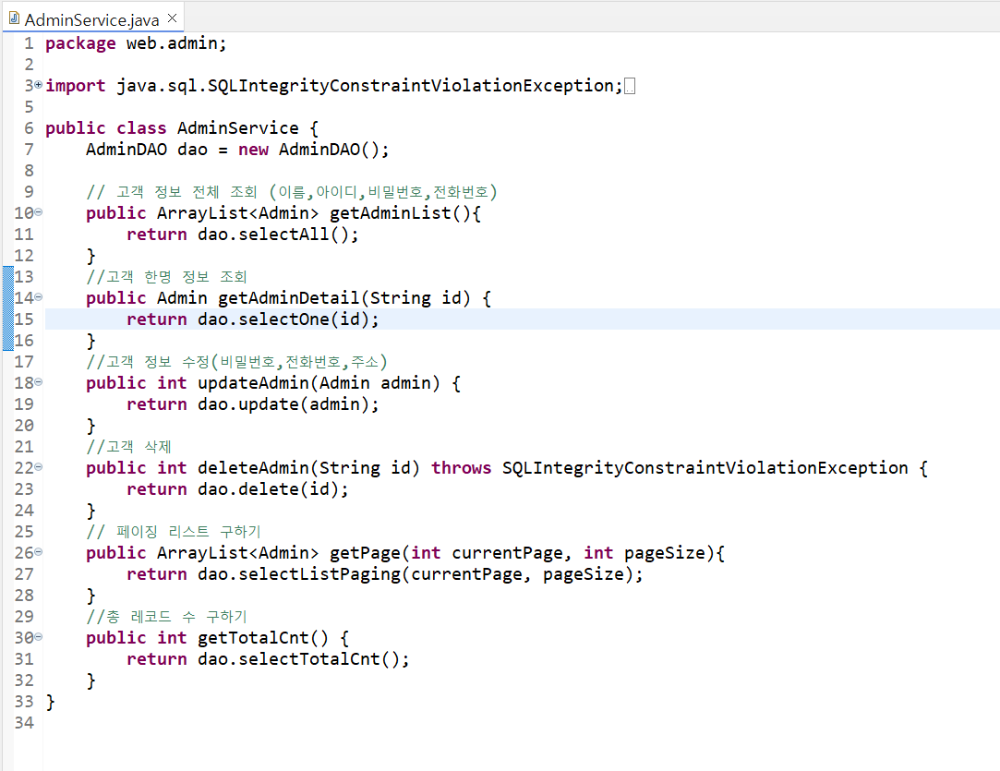 AdminService.java
1 package web.admin;
2
3 import java.sql.SQLIntegrityConstraintViolationException;
5
6 public class AdminService {
7     AdminDAO dao = new AdminDAO();
8
9     // 고객 정보 전체 조회 (이름,아이디,비밀번호,전화번호)
10     public ArrayList<Admin> getAdminList(){
11         return dao.selectAll();
12     }
13     //고객 한명 정보 조회
14     public Admin getAdminDetail(String id) {
15         return dao.selectOne(id);
16     }
17     //고객 정보 수정(비밀번호,전화번호,주소)
18     public int updateAdmin(Admin admin) {
19         return dao.update(admin);
20     }
21     //고객 삭제
22     public int deleteAdmin(String id) throws SQLIntegrityConstraintViolationException {
23         return dao.delete(id);
24     }
25     // 페이징 리스트 구하기
26     public ArrayList<Admin> getPage(int currentPage, int pageSize){
27         return dao.selectListPaging(currentPage, pageSize);
28     }
29     //총 레코드 수 구하기
30     public int getTotalCnt() {
31         return dao.selectTotalCnt();
32     }
33 }
34